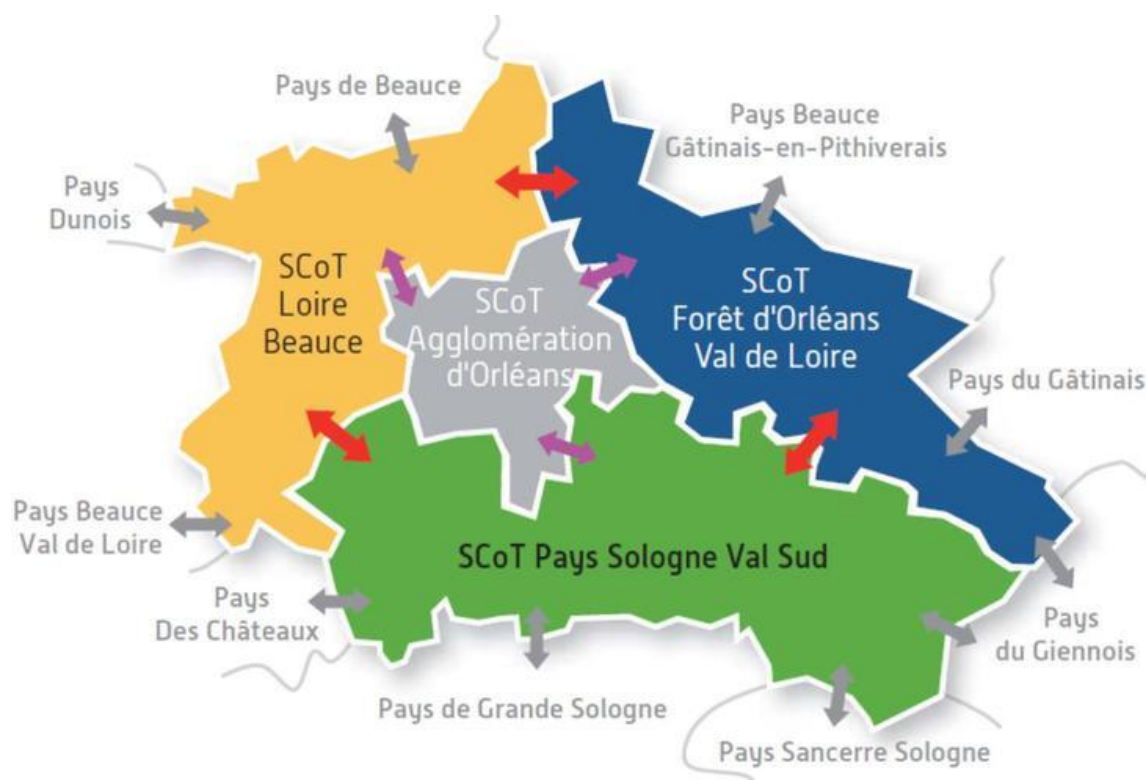 Pays de Beauce
Pays Beauce
Gâtinais-en-Pithiverais
Pays
Dunois
SCoT
Loire
Beauce
SCoT
Agglomération
d'Orléans
SCoT
Forêt d'Orléans
Val de Loire
Pays du Gâtinais
Pays Beauce
Val de Loire
SCoT Pays Sologne Val Sud
Pays
Des Châteaux
Pays
du Giennois
Pays de Grande Sologne
Pays Sancerre Sologne